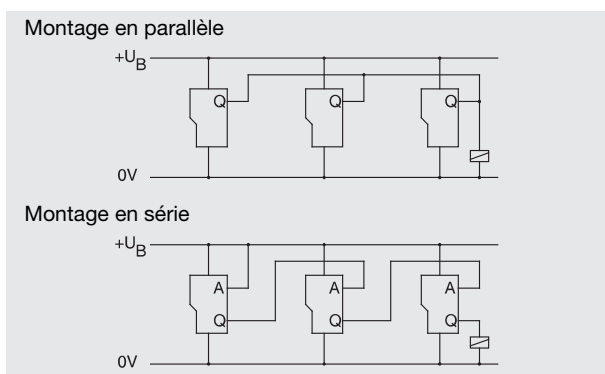 Montage en parallèle
+UB
Q Q Q
0V
Montage en série
+UB
A A A
Q Q Q
0V